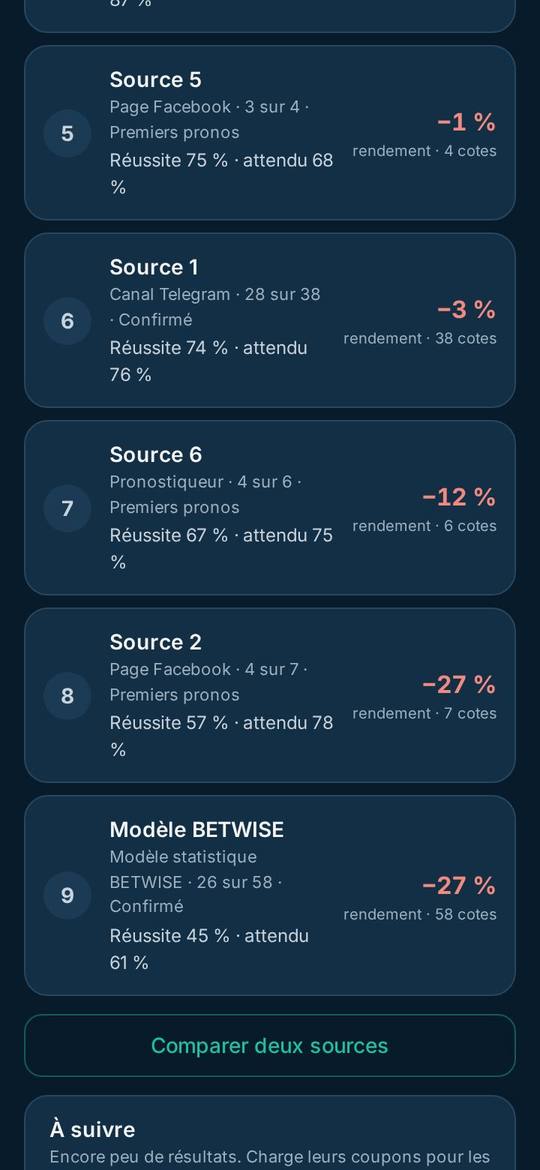 87 %
Source 5
Page Facebook · 3 sur 4 ·
Premiers pronos
Réussite 75 % · attendu 68
%
5
−1 %
rendement · 4 cotes
Source 1
Canal Telegram · 28 sur 38
· Confirmé
Réussite 74 % · attendu
76 %
6
−3 %
rendement · 38 cotes
Source 6
Pronostiqueur · 4 sur 6 ·
Premiers pronos
Réussite 67 % · attendu 75
%
7
−12 %
rendement · 6 cotes
Source 2
Page Facebook · 4 sur 7 ·
Premiers pronos
Réussite 57 % · attendu 78
%
8
−27 %
rendement · 7 cotes
Modèle BETWISE
Modèle statistique
BETWISE · 26 sur 58 ·
Confirmé
Réussite 45 % · attendu
61 %
9
−27 %
rendement · 58 cotes
Comparer deux sources
À suivre
Encore peu de résultats. Charge leurs coupons pour les